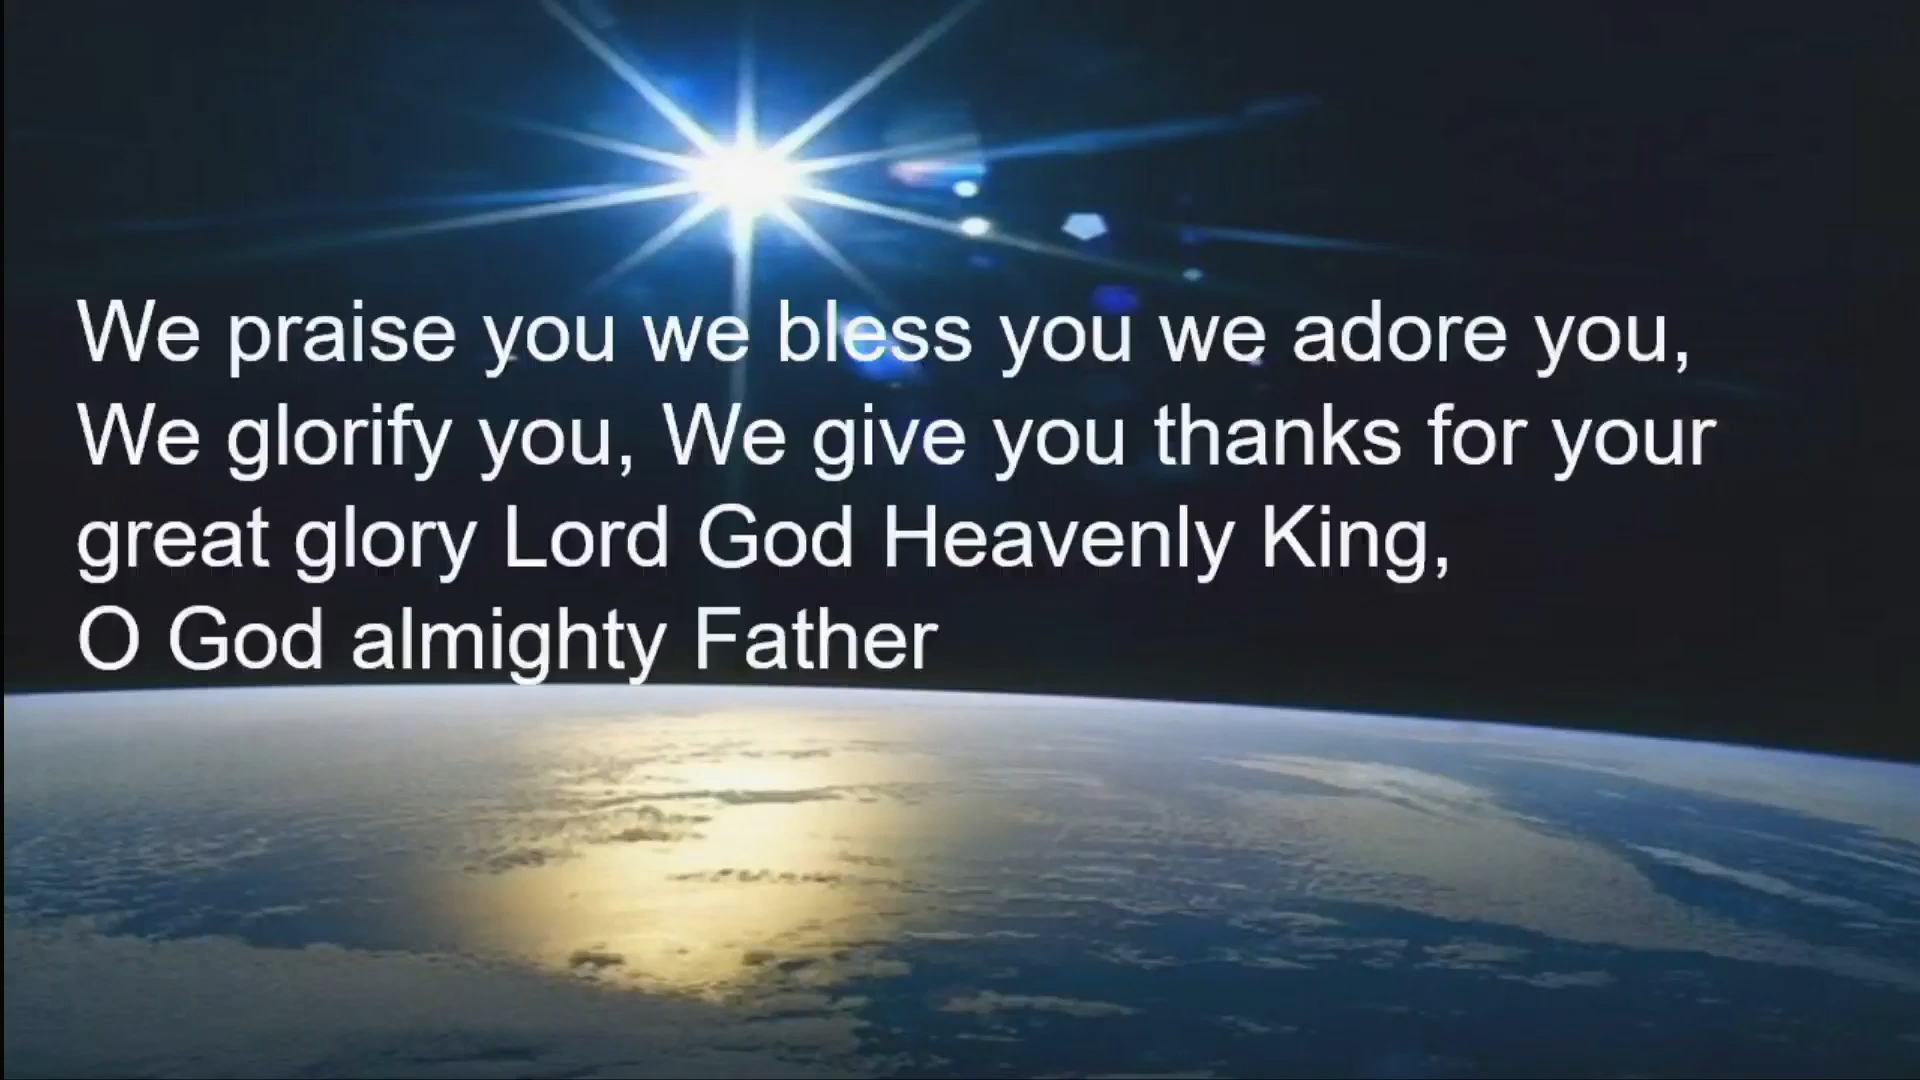 We praise you we bless you we adore you,
We glorify you, We give you thanks for your
great glory Lord God Heavenly King,
O God almighty Father